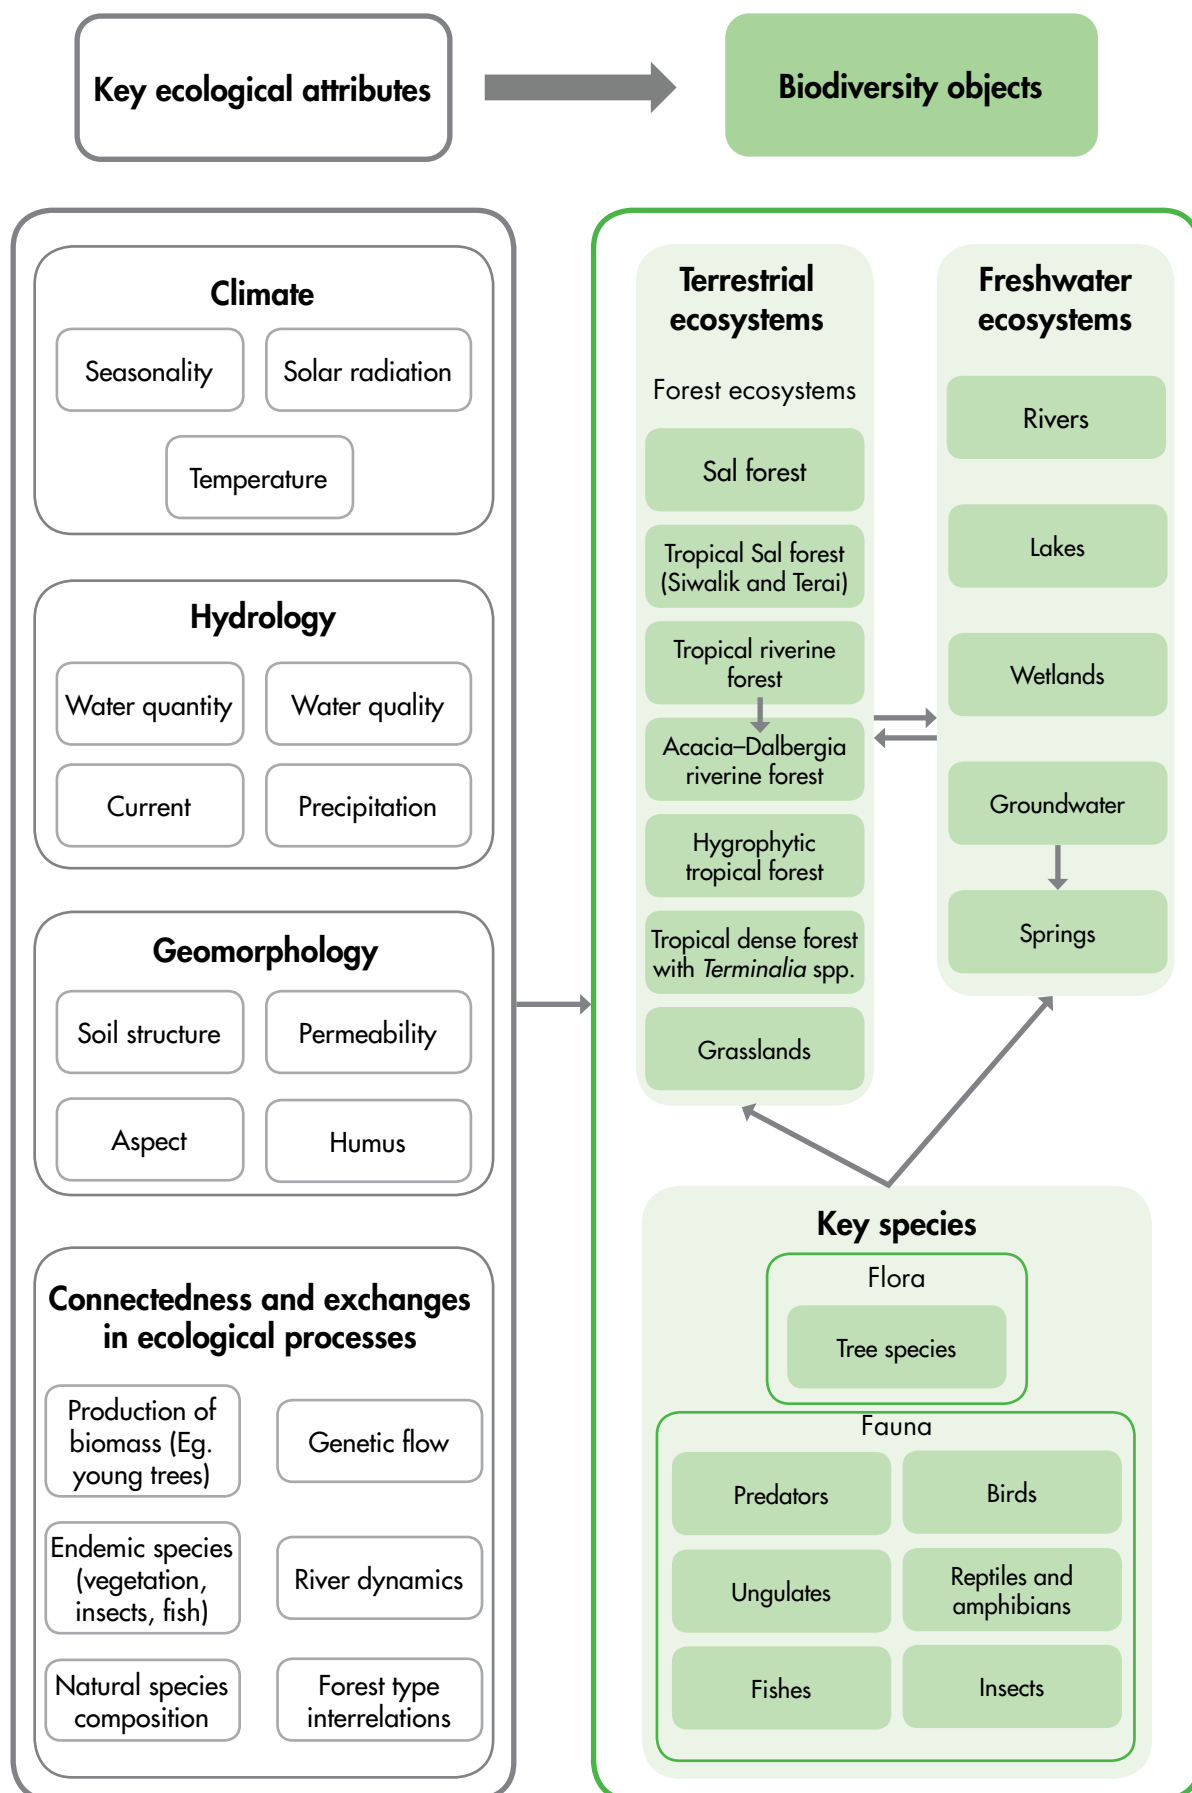 Key ecological attributes
Biodiversity objects
Climate
Seasonality
Solar radiation
Temperature
Hydrology
Water quantity
Water quality
Current
Precipitation
Geomorphology
Soil structure
Permeability
Aspect
Humus
Connectedness and exchanges
in ecological processes
Production of
biomass (Eg.
young trees)
Genetic flow
Endemic species
(vegetation,
insects, fish)
River dynamics
Natural species
composition
Forest type
interrelations
Terrestrial
ecosystems
Forest ecosystems
Sal forest
Tropical Sal forest
(Siwalik and Terai)
Tropical riverine
forest
Acacia–Dalbergia
riverine forest
Hygrophytic
tropical forest
Tropical dense forest
with Terminalia spp.
Grasslands
Freshwater
ecosystems
Rivers
Lakes
Wetlands
Groundwater
Springs
Key species
Flora
Tree species
Fauna
Predators
Birds
Ungulates
Reptiles and
amphibians
Fishes
Insects